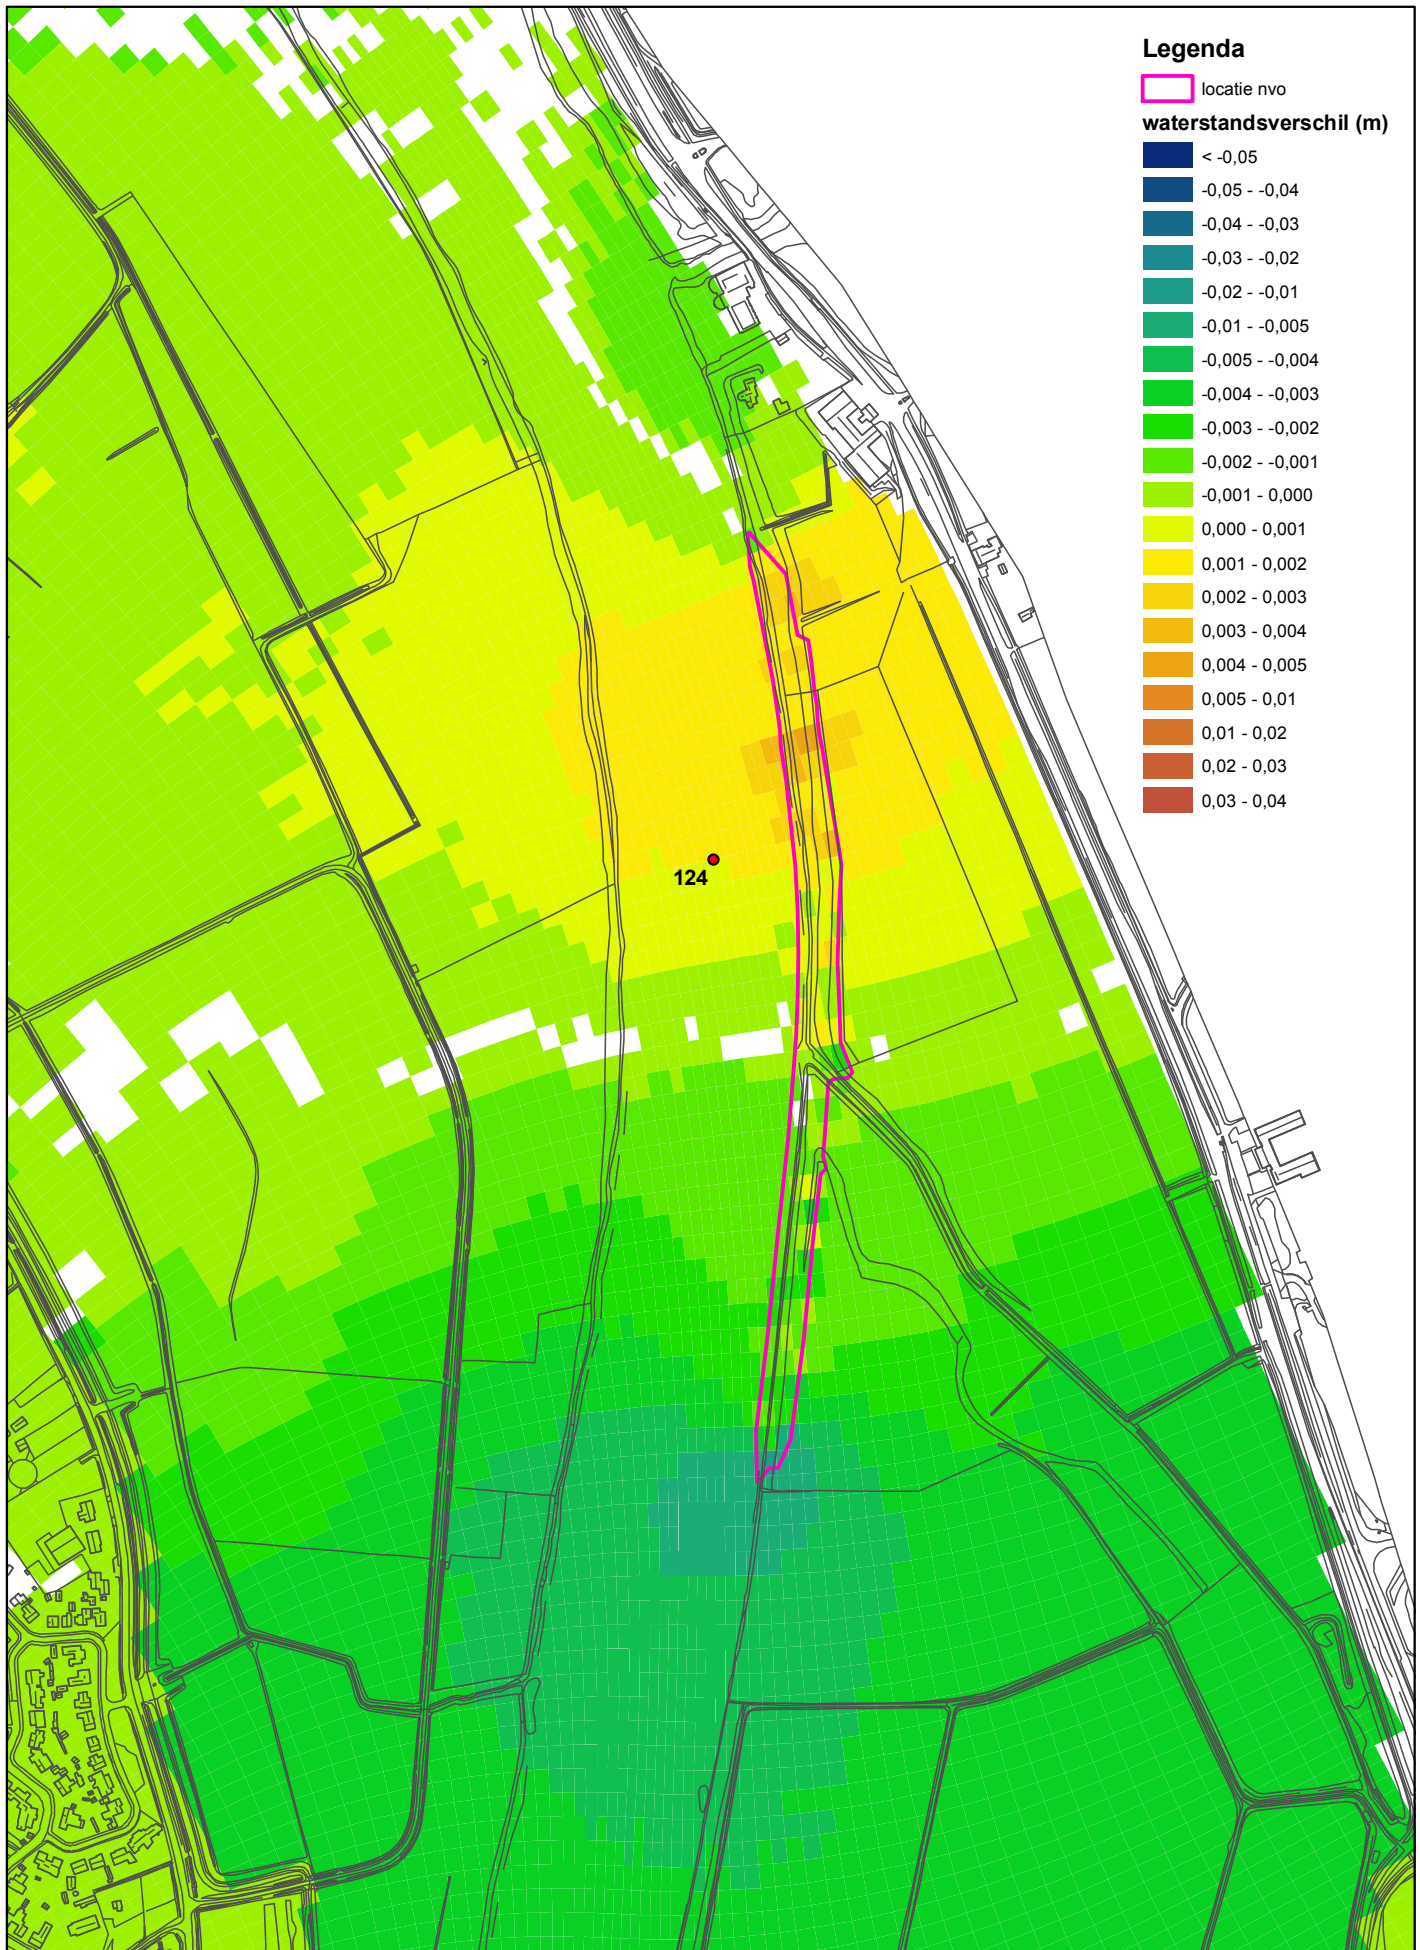 Legenda
locatie nvo
waterstandsverschil (m)
< -0,05
-0,05 - -0,04
-0,04 - -0,03
-0,03 - -0,02
-0,02 - -0,01
-0,01 - -0,005
-0,005 - -0,004
-0,004 - -0,003
-0,003 - -0,002
-0,002 - -0,001
-0,001 - 0,000
0,000 - 0,001
0,001 - 0,002
0,002 - 0,003
0,003 - 0,004
0,004 - 0,005
0,005 - 0,01
0,01 - 0,02
0,02 - 0,03
0,03 - 0,04
124